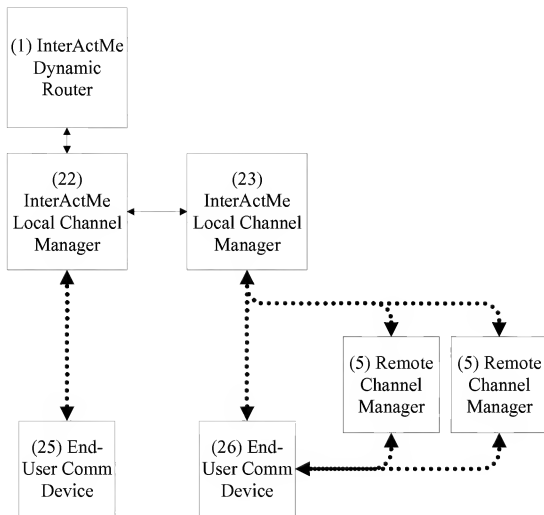 (1) InterActMe
Dynamic
Router
(22)
InterActMe
Local Channel
Manager
(23)
InterActMe
Local Channel
Manager
(5) Remote
Channel
Manager
(5) Remote
Channel
Manager
(25) End-
User Comm
Device
(26) End-
User Comm
Device